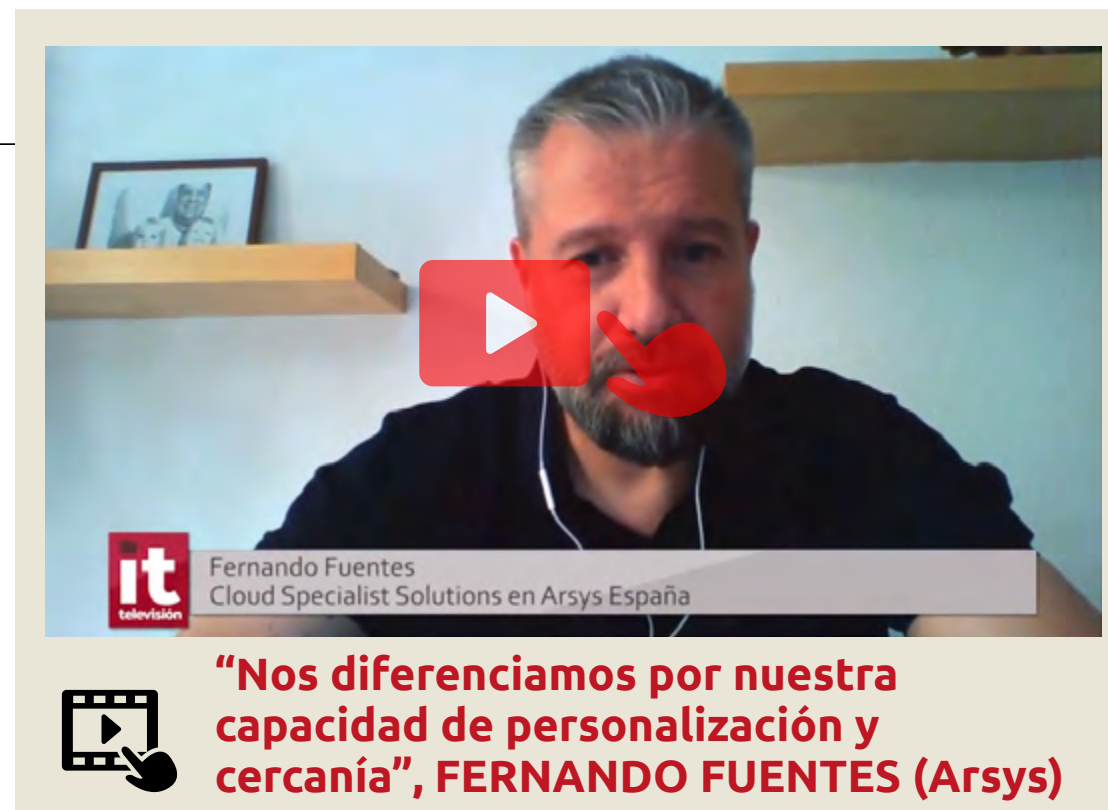 it
televisión
Fernando Fuentes
Cloud Specialist Solutions en Arsys España
“Nos diferenciamos por nuestra
capacidad de personalización y
cercanía”, FERNANDO FUENTES (Arsys)